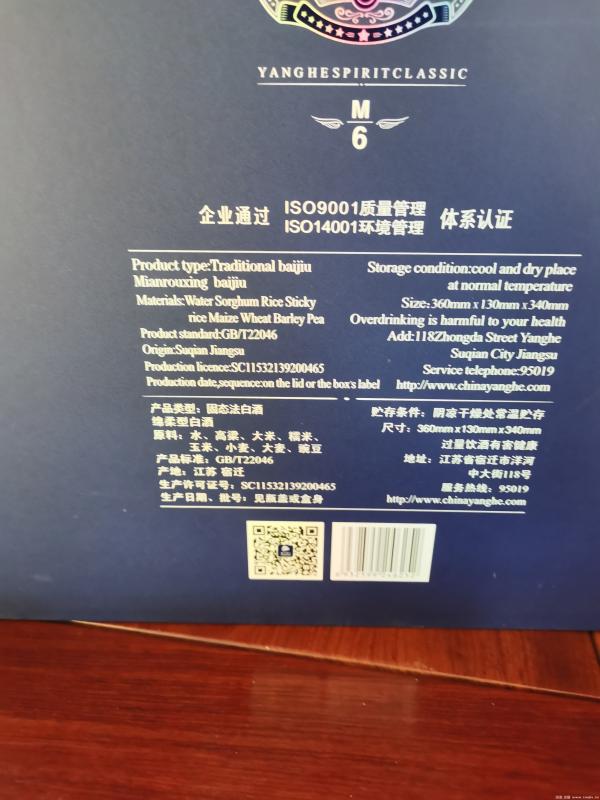 YANGHESPIRITCLASSIC
M
6
企业通过 ISO9001质量管理 体系认证
ISO14001环境管理
Product type:Traditional baijiu
Mianrouxing baijiu
Materials:Water Sorghum Rice Sticky
rice Maize Wheat Barley Pea
Product standard:GB/T22046
Origin:Suqian Jiangsu
Production licence:SC11532139200465
Production date,sequence:on the lid or the box's label
Storage condition:cool and dry place
at normal temperature
Size:360mm x 130mm x 340mm
Overdrinking is harmful to your health
Add:118Zhongda Street Yanghe
Suqian City Jiangsu
Service telephone:95019
http://www.chinayanghe.com
产品类型：固态法白酒
绵柔型白酒
原料：水、高粱、大米、糯米、
玉米、小麦、大麦、豌豆
产品标准：GB/T22046
产地：江苏 宿迁
生产许可证号：SC11532139200465
生产日期、批号：见瓶盖或盒身
贮存条件：阴凉干燥处常温贮存
尺寸：360mm x 130mm x 340mm
过量饮酒有害健康
地址：江苏省宿迁市洋河
中大街118号
服务热线：95019
http://www.chinayanghe.com